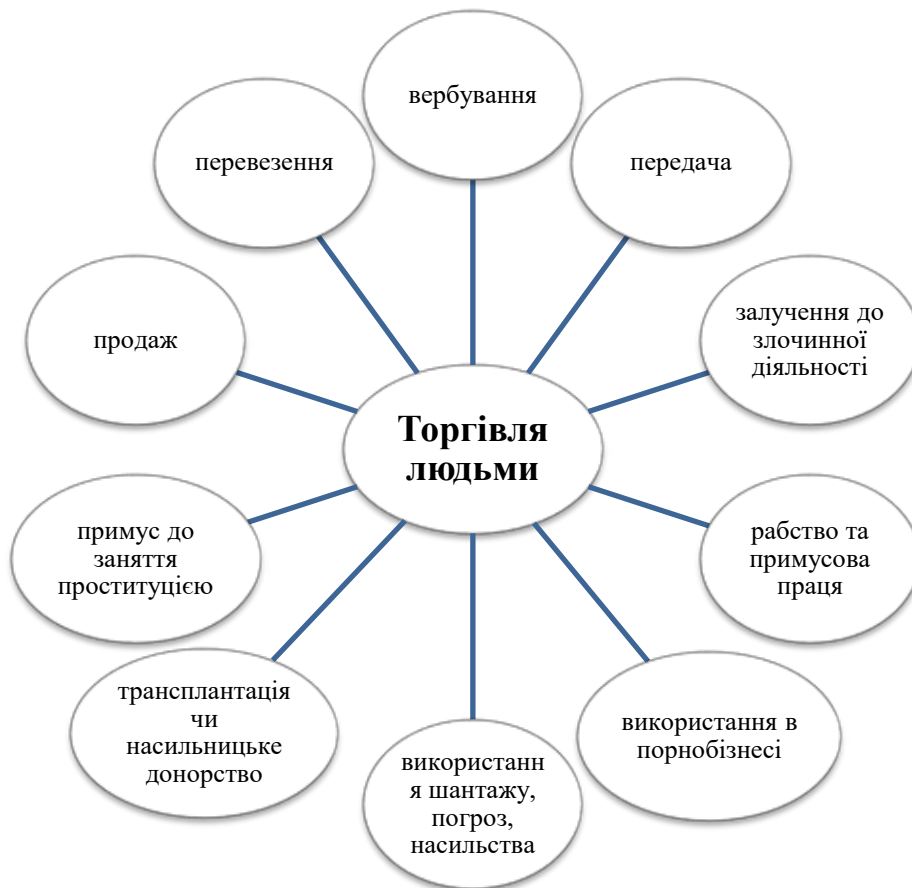 вербування
перевезення
передача
залучення до
злочинної
діяльності
продаж
Торгівля
людьми
примус до
заняття
проституцією
рабство та
примусова
праця
трансплантація
чи
насильницьке
донорство
використання в
порнобізнесі
використанн
я шантажу,
погроз,
насильства